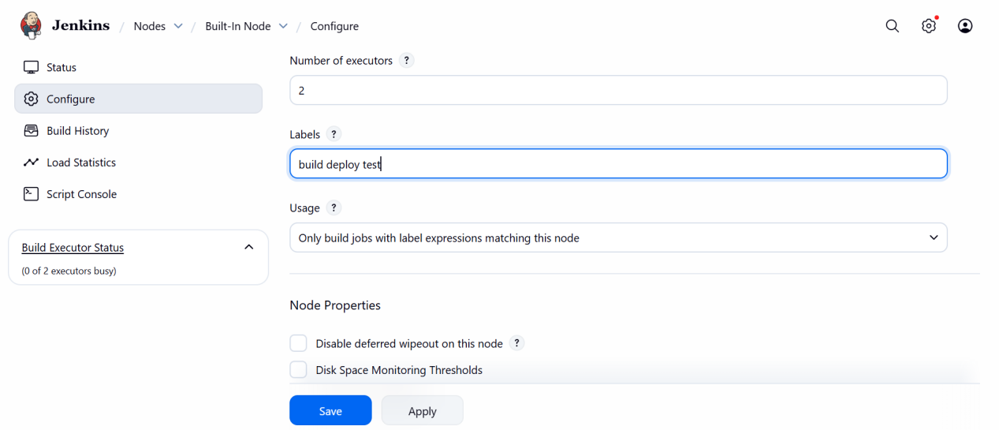 Jenkins / Nodes / Built-In Node / Configure
Status
Configure
Build History
Load Statistics
Script Console
Build Executor Status
(0 of 2 executors busy)
Number of executors ?
2
Labels ?
build deploy test
Usage ?
Only build jobs with label expressions matching this node
Node Properties
Disable deferred wipeout on this node ?
Disk Space Monitoring Thresholds
Save Apply